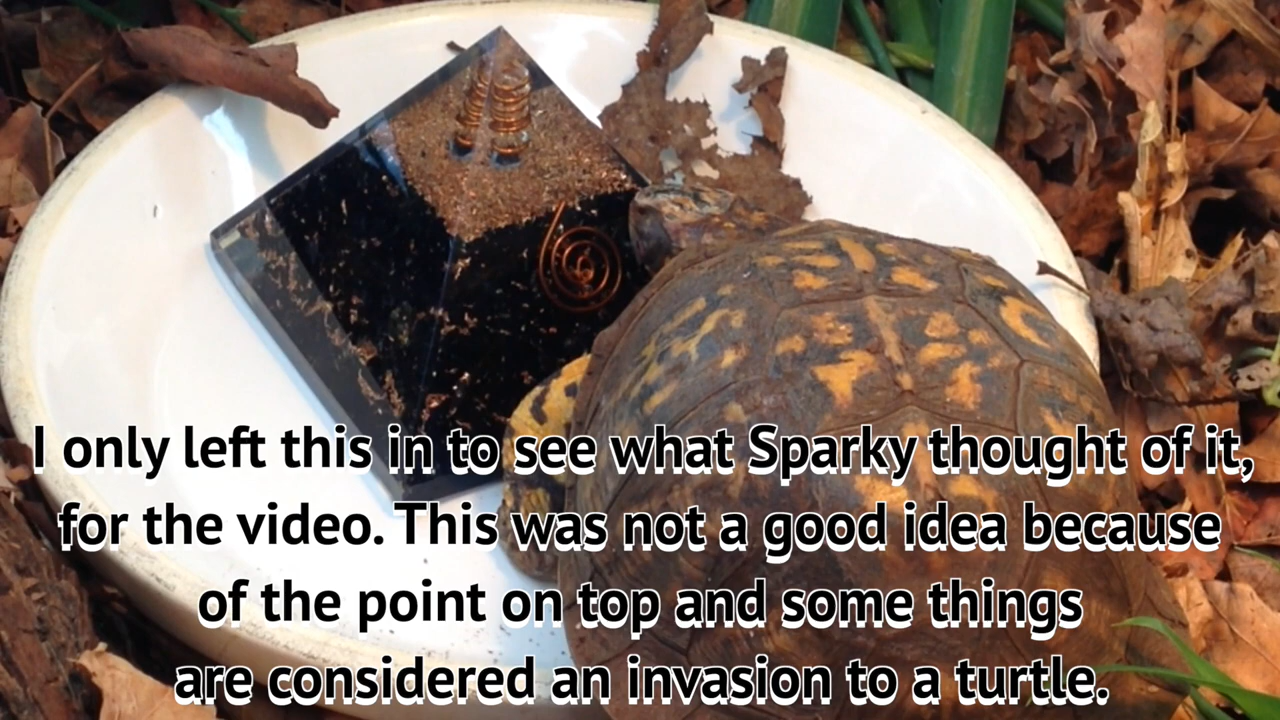 I only left this in to see what Sparky thought of it,
for the video. This was not a good idea because
of the point on top and some things
are considered an invasion to a turtle.